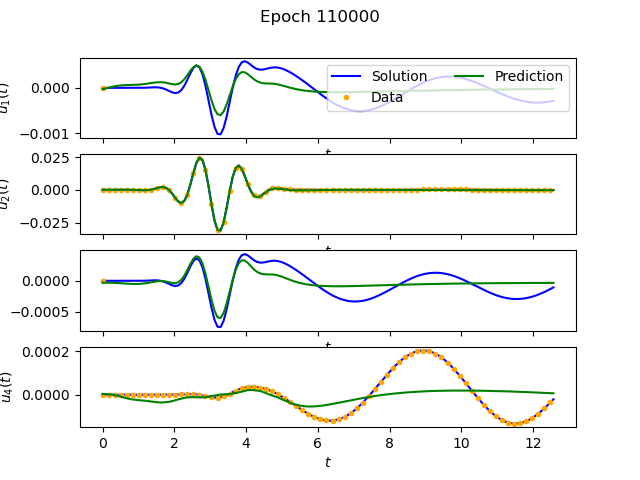 Epoch 110000
Solution
Data
Prediction
u₁(t)
0.000
−0.001
t
u₂(t)
0.025
0.000
−0.025
t
0.0000
−0.0005
t
u₄(t)
0.0002
0.0000
0 2 4 6 8 10 12
t